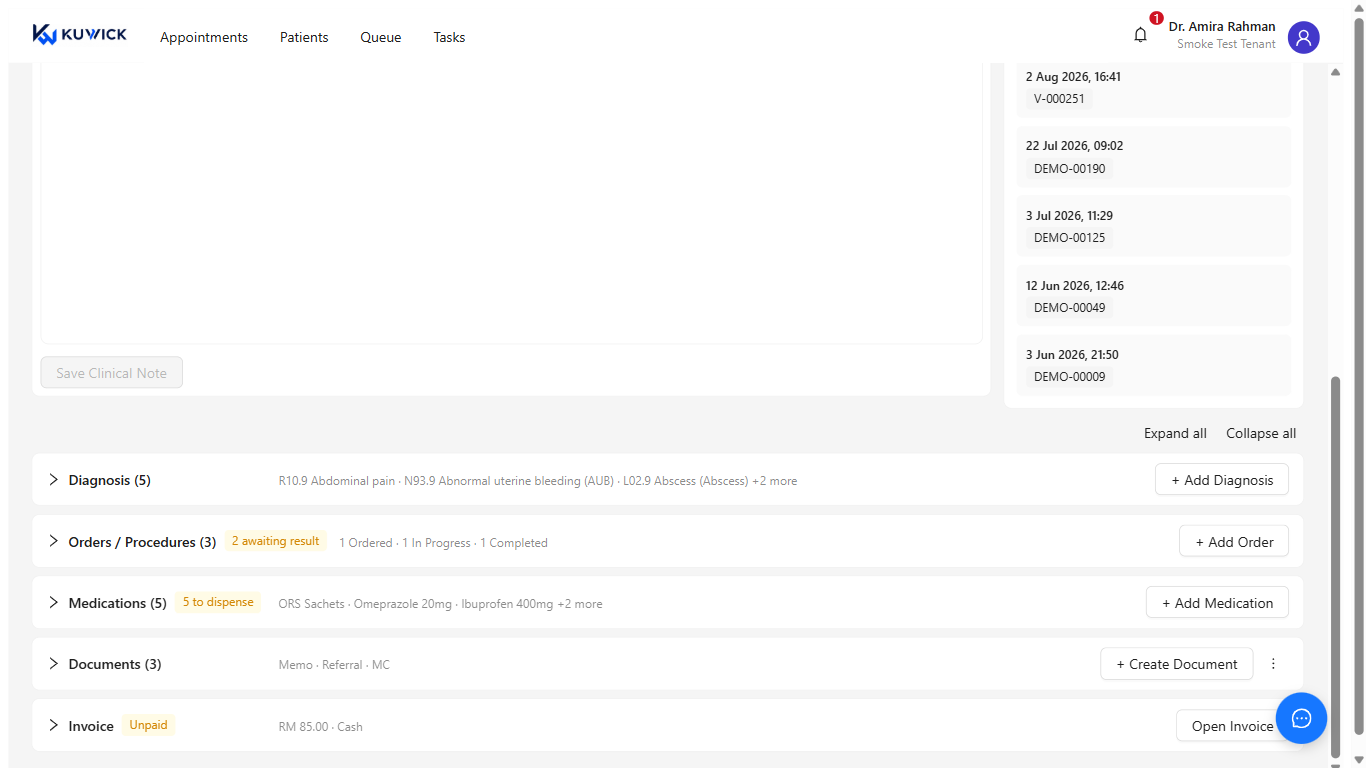 KUWICK
Appointments
Patients
Queue
Tasks
1
Dr. Amira Rahman
Smoke Test Tenant
2 Aug 2026, 16:41
V-000251
22 Jul 2026, 09:02
DEMO-00190
3 Jul 2026, 11:29
DEMO-00125
12 Jun 2026, 12:46
DEMO-00049
3 Jun 2026, 21:50
DEMO-00009
Save Clinical Note
Expand all
Collapse all
Diagnosis (5)
R10.9 Abdominal pain · N93.9 Abnormal uterine bleeding (AUB) · L02.9 Abscess (Abscess) +2 more
+ Add Diagnosis
Orders / Procedures (3)
2 awaiting result
1 Ordered · 1 In Progress · 1 Completed
+ Add Order
Medications (5)
5 to dispense
ORS Sachets · Omeprazole 20mg · Ibuprofen 400mg +2 more
+ Add Medication
Documents (3)
Memo · Referral · MC
+ Create Document
Invoice
Unpaid
RM 85.00 · Cash
Open Invoice